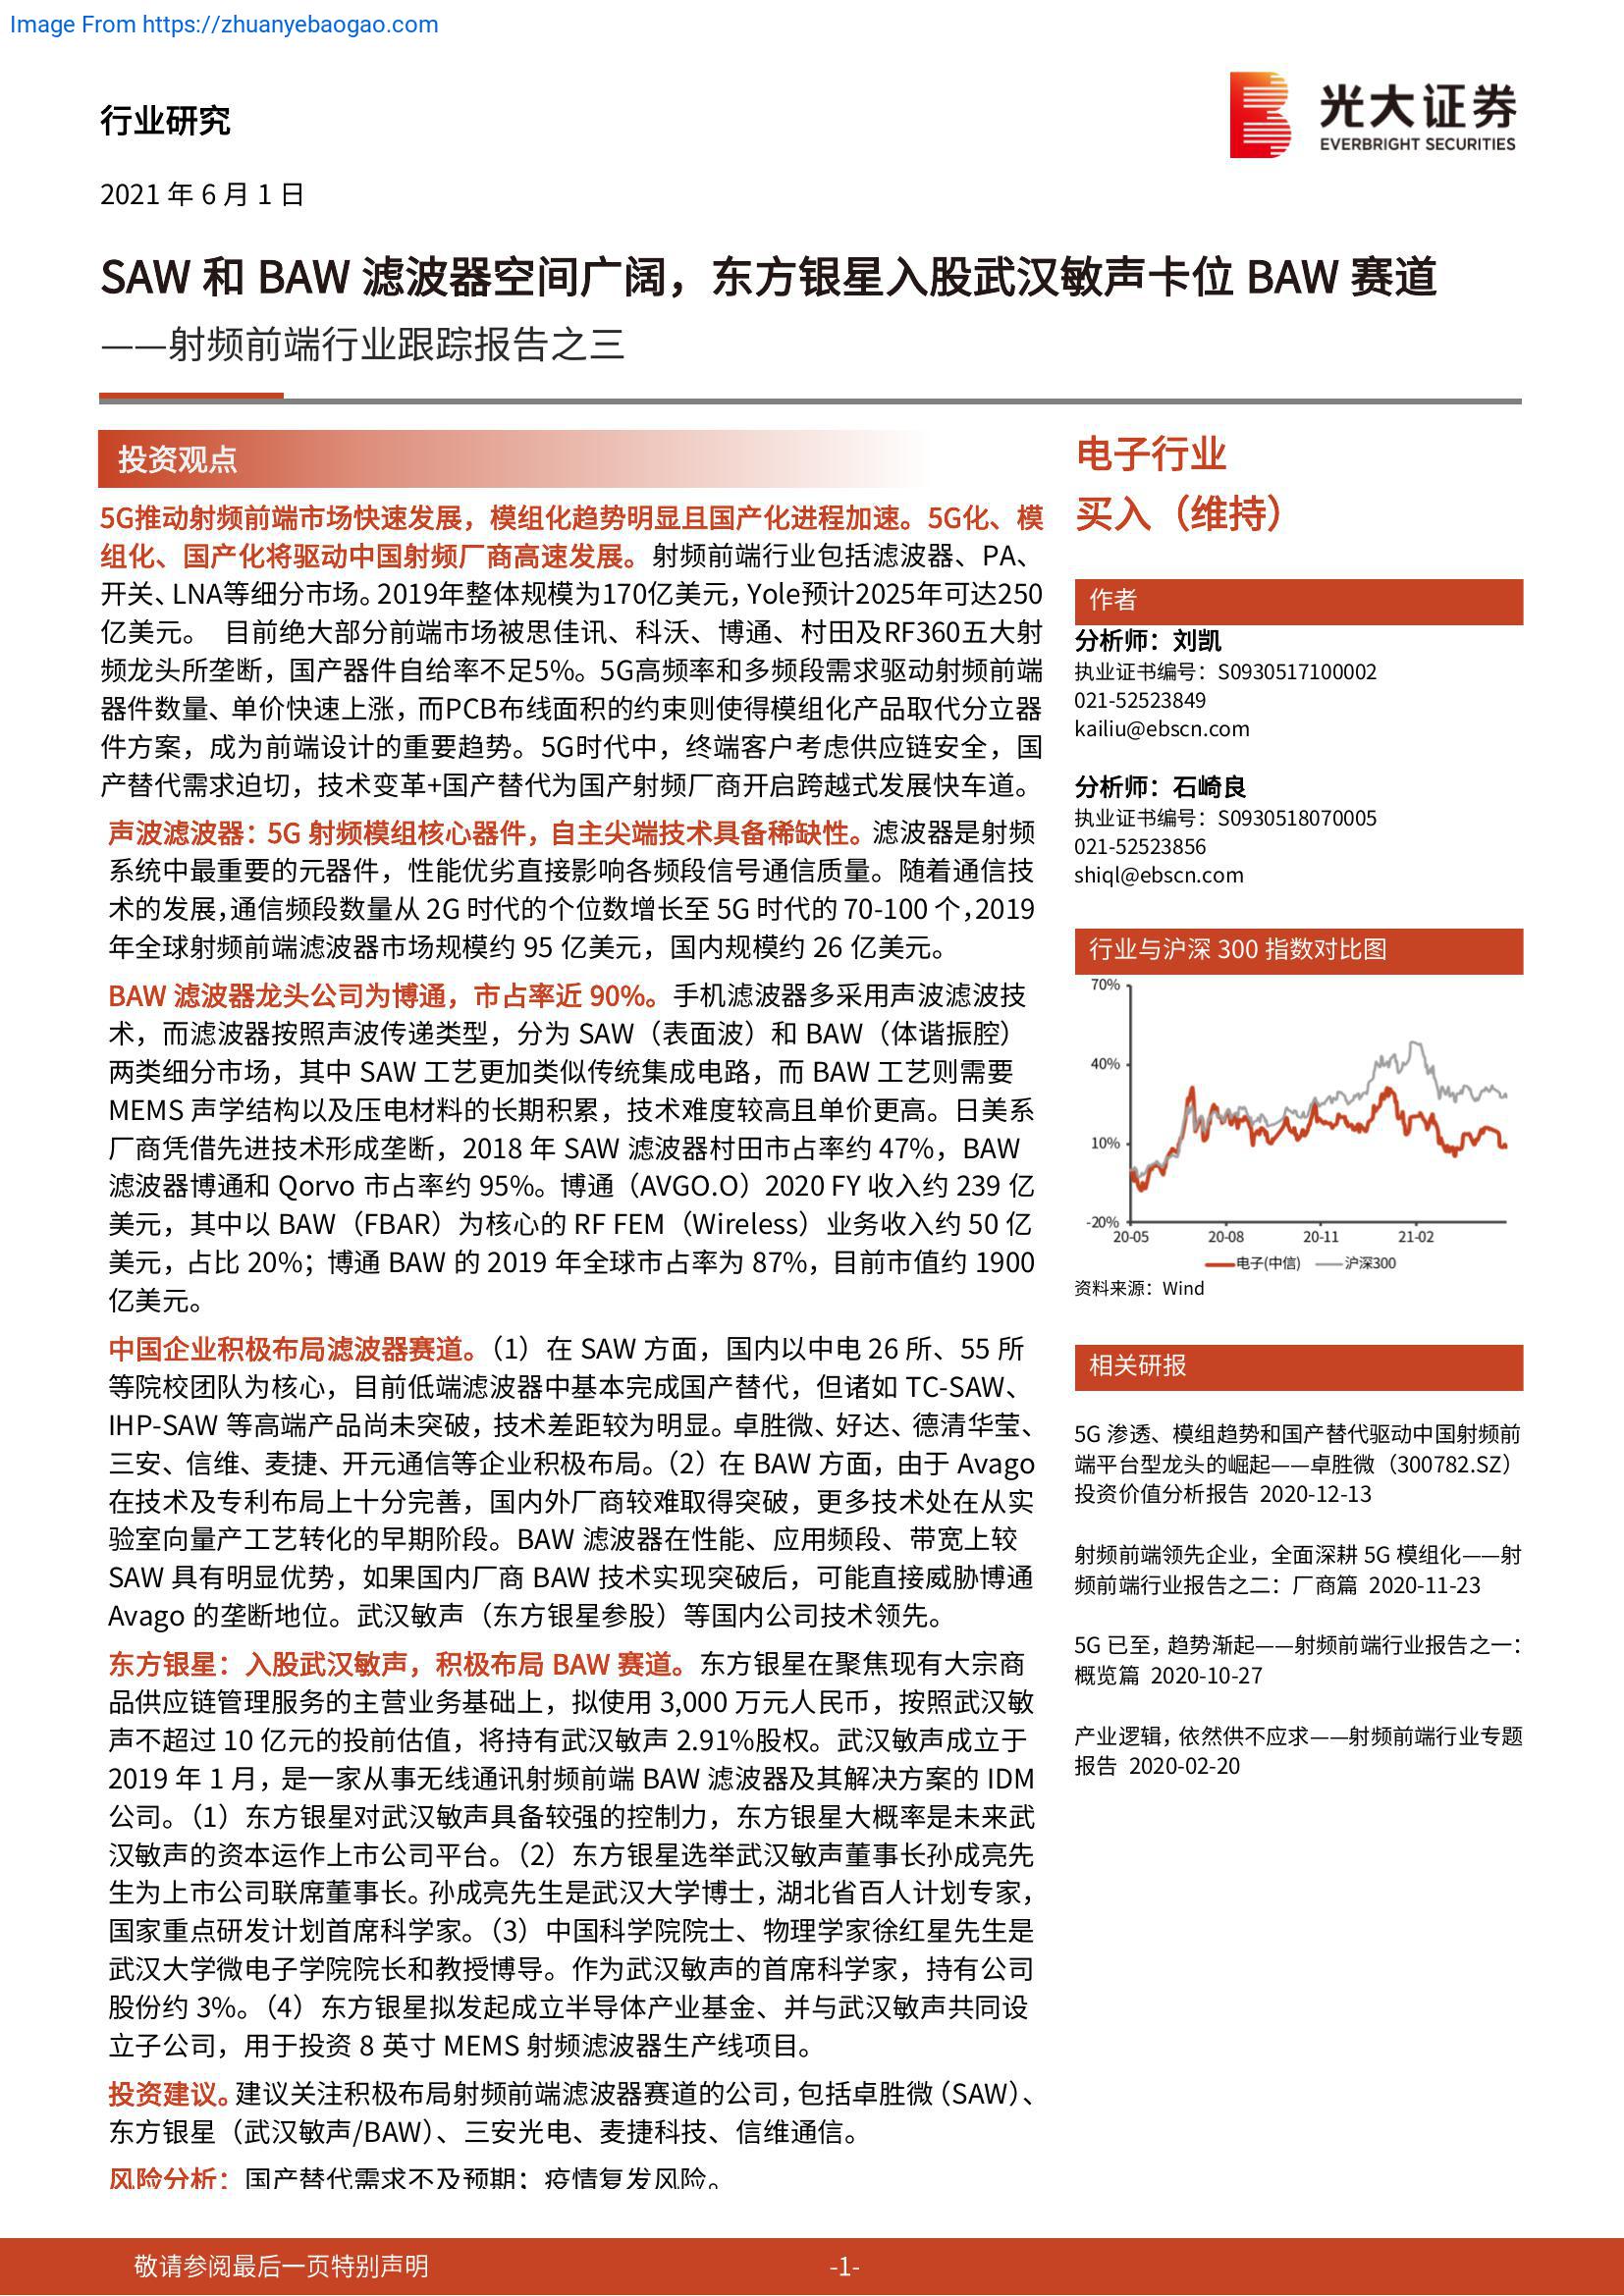 Image From https://zhuanyebaogao.com
行业研究
光大证券
EVERBRIGHT SECURITIES
2021 年 6 月 1 日
SAW 和 BAW 滤波器空间广阔，东方银星入股武汉敏声卡位 BAW 赛道
——射频前端行业跟踪报告之三
投资观点
5G推动射频前端市场快速发展，模组化趋势明显且国产化进程加速。5G化、模
组化、国产化将驱动中国射频厂商高速发展。射频前端行业包括滤波器、PA、
开关、LNA等细分市场。2019年整体规模为170亿美元，Yole预计2025年可达250
亿美元。 目前绝大部分前端市场被思佳讯、科沃、博通、村田及RF360五大射
频龙头所垄断，国产器件自给率不足5%。5G高频率和多频段需求驱动射频前端
器件数量、单价快速上涨，而PCB布线面积的约束则使得模组化产品取代分立器
件方案，成为前端设计的重要趋势。5G时代中，终端客户考虑供应链安全，国
产替代需求迫切，技术变革+国产替代为国产射频厂商开启跨越式发展快车道。
声波滤波器：5G 射频模组核心器件，自主尖端技术具备稀缺性。滤波器是射频
系统中最重要的元器件，性能优劣直接影响各频段信号通信质量。随着通信技
术的发展，通信频段数量从 2G 时代的个位数增长至 5G 时代的 70-100 个，2019
年全球射频前端滤波器市场规模约 95 亿美元，国内规模约 26 亿美元。
BAW 滤波器龙头公司为博通，市占率近 90%。手机滤波器多采用声波滤波技
术，而滤波器按照声波传递类型，分为 SAW（表面波）和 BAW（体谐振腔）
两类细分市场，其中 SAW 工艺更加类似传统集成电路，而 BAW 工艺则需要
MEMS 声学结构以及压电材料的长期积累，技术难度较高且单价更高。日美系
厂商凭借先进技术形成垄断，2018 年 SAW 滤波器村田市占率约 47%，BAW
滤波器博通和 Qorvo 市占率约 95%。博通（AVGO.O）2020 FY 收入约 239 亿
美元，其中以 BAW（FBAR）为核心的 RF FEM（Wireless）业务收入约 50 亿
美元，占比 20%；博通 BAW 的 2019 年全球市占率为 87%，目前市值约 1900
亿美元。
中国企业积极布局滤波器赛道。（1）在 SAW 方面，国内以中电 26 所、55 所
等院校团队为核心，目前低端滤波器中基本完成国产替代，但诸如 TC-SAW、
IHP-SAW 等高端产品尚未突破，技术差距较为明显。卓胜微、好达、德清华莹、
三安、信维、麦捷、开元通信等企业积极布局。（2）在 BAW 方面，由于 Avago
在技术及专利布局上十分完善，国内外厂商较难取得突破，更多技术处在从实
验室向量产工艺转化的早期阶段。BAW 滤波器在性能、应用频段、带宽上较
SAW 具有明显优势，如果国内厂商 BAW 技术实现突破后，可能直接威胁博通
Avago 的垄断地位。武汉敏声（东方银星参股）等国内公司技术领先。
东方银星：入股武汉敏声，积极布局 BAW 赛道。东方银星在聚焦现有大宗商
品供应链管理服务的主营业务基础上，拟使用 3,000 万元人民币，按照武汉敏
声不超过 10 亿元的投前估值，将持有武汉敏声 2.91%股权。武汉敏声成立于
2019 年 1 月，是一家从事无线通讯射频前端 BAW 滤波器及其解决方案的 IDM
公司。（1）东方银星对武汉敏声具备较强的控制力，东方银星大概率是未来武
汉敏声的资本运作上市公司平台。（2）东方银星选举武汉敏声董事长孙成亮先
生为上市公司联席董事长。孙成亮先生是武汉大学博士，湖北省百人计划专家，
国家重点研发计划首席科学家。（3）中国科学院院士、物理学家徐红星先生是
武汉大学微电子学院院长和教授博导。作为武汉敏声的首席科学家，持有公司
股份约 3%。（4）东方银星拟发起成立半导体产业基金、并与武汉敏声共同设
立子公司，用于投资 8 英寸 MEMS 射频滤波器生产线项目。
投资建议。建议关注积极布局射频前端滤波器赛道的公司，包括卓胜微（SAW）、
东方银星（武汉敏声/BAW）、三安光电、麦捷科技、信维通信。
风险分析：国产替代需求不及预期；疫情复发风险。
电子行业
买入（维持）
作者
分析师：刘凯
执业证书编号：S0930517100002
021-52523849
kailiu@ebscn.com
分析师：石崎良
执业证书编号：S0930518070005
021-52523856
shiql@ebscn.com
行业与沪深 300 指数对比图
70%
40%
10%
-20%
20-05 20-08 20-11 21-02
电子(中信) 沪深300
资料来源：Wind
相关研报
5G 渗透、模组趋势和国产替代驱动中国射频前
端平台型龙头的崛起——卓胜微（300782.SZ）
投资价值分析报告 2020-12-13
射频前端领先企业，全面深耕 5G 模组化——射
频前端行业报告之二：厂商篇 2020-11-23
5G 已至，趋势渐起——射频前端行业报告之一：
概览篇 2020-10-27
产业逻辑，依然供不应求——射频前端行业专题
报告 2020-02-20
敬请参阅最后一页特别声明
-1-